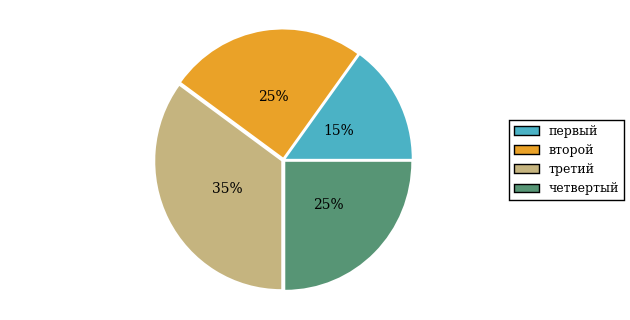 25%
15%
35%
25%
первый
второй
третий
четвертый